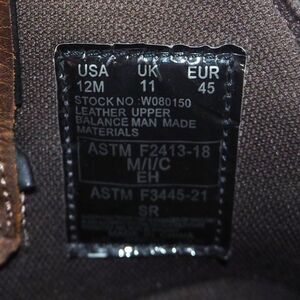 USA UK EUR
12M 11 45
STOCK NO :W080150
LEATHER UPPER
BALANCE MAN MADE
MATERIALS
ASTM F2413-18
M/I/C
EH
ASTM F3445-21
SR